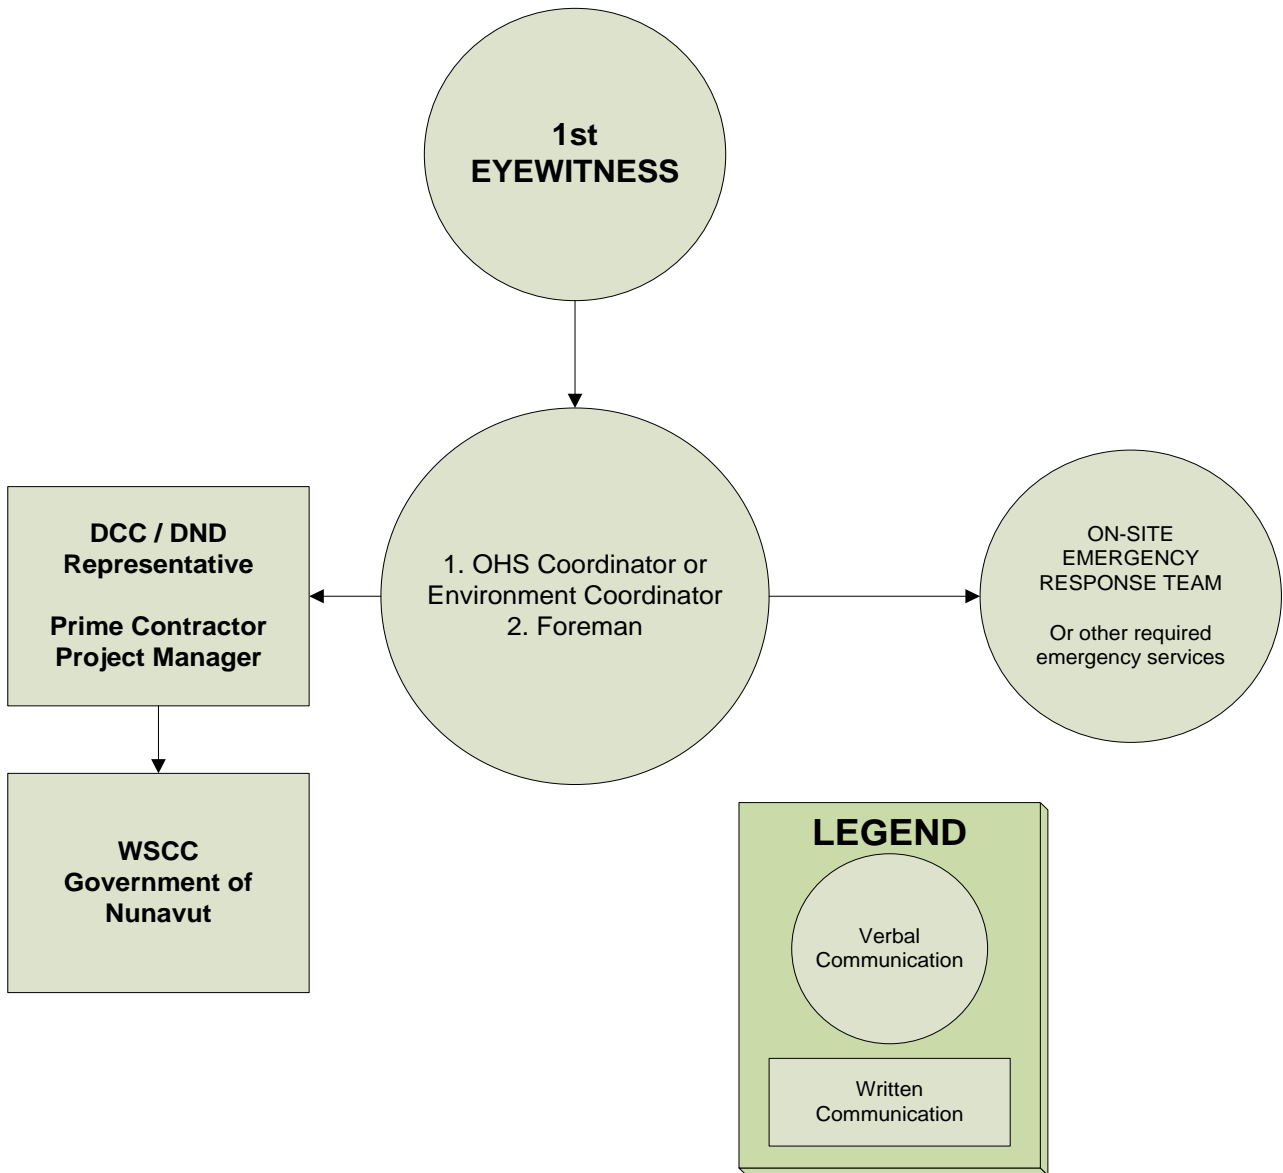 1st
EYEWITNESS
DCC / DND
Representative
Prime Contractor
Project Manager
1. OHS Coordinator or
Environment Coordinator
2. Foreman
ON-SITE
EMERGENCY
RESPONSE TEAM
Or other required
emergency services
WSCC
Government of
Nunavut
LEGEND
Verbal
Communication
Written
Communication